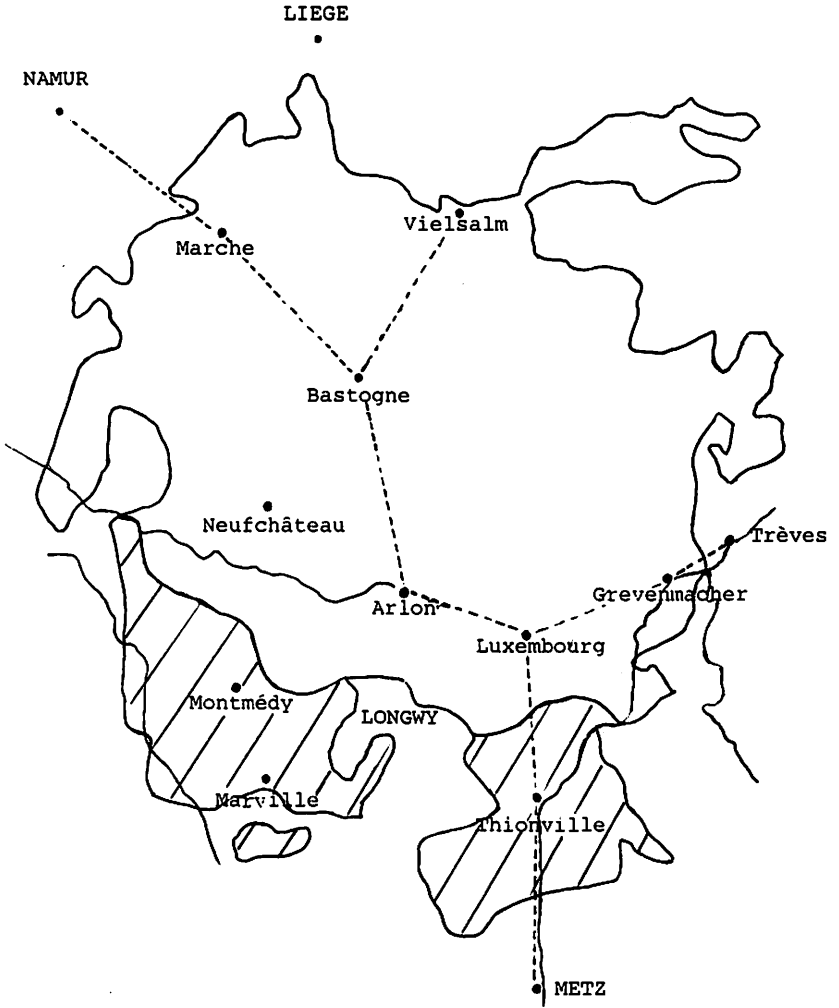 LIEGE
NAMUR
Vielsalm
Marche
Bastogne
Neufchâteau
Trèves
Grevenmacher
Arlon
Luxembourg
Montmédy
LONGWY
Marville
Thionville
METZ